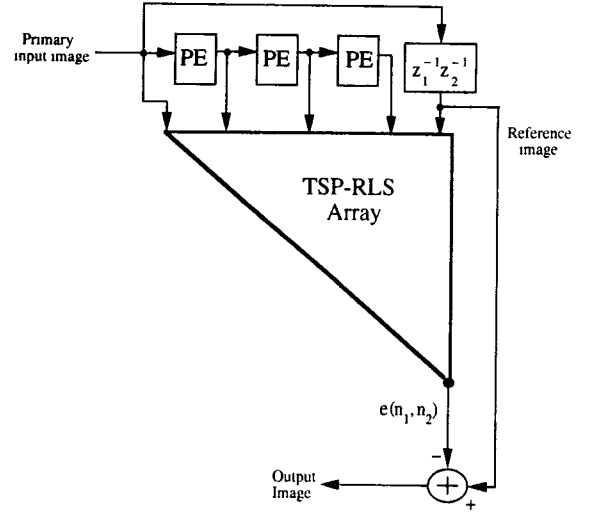 Primary
input image
PE
PE
PE
z₁⁻¹z₂⁻¹
Reference
image
TSP-RLS
Array
e(n₁,n₂)
−
+
+
Output
Image